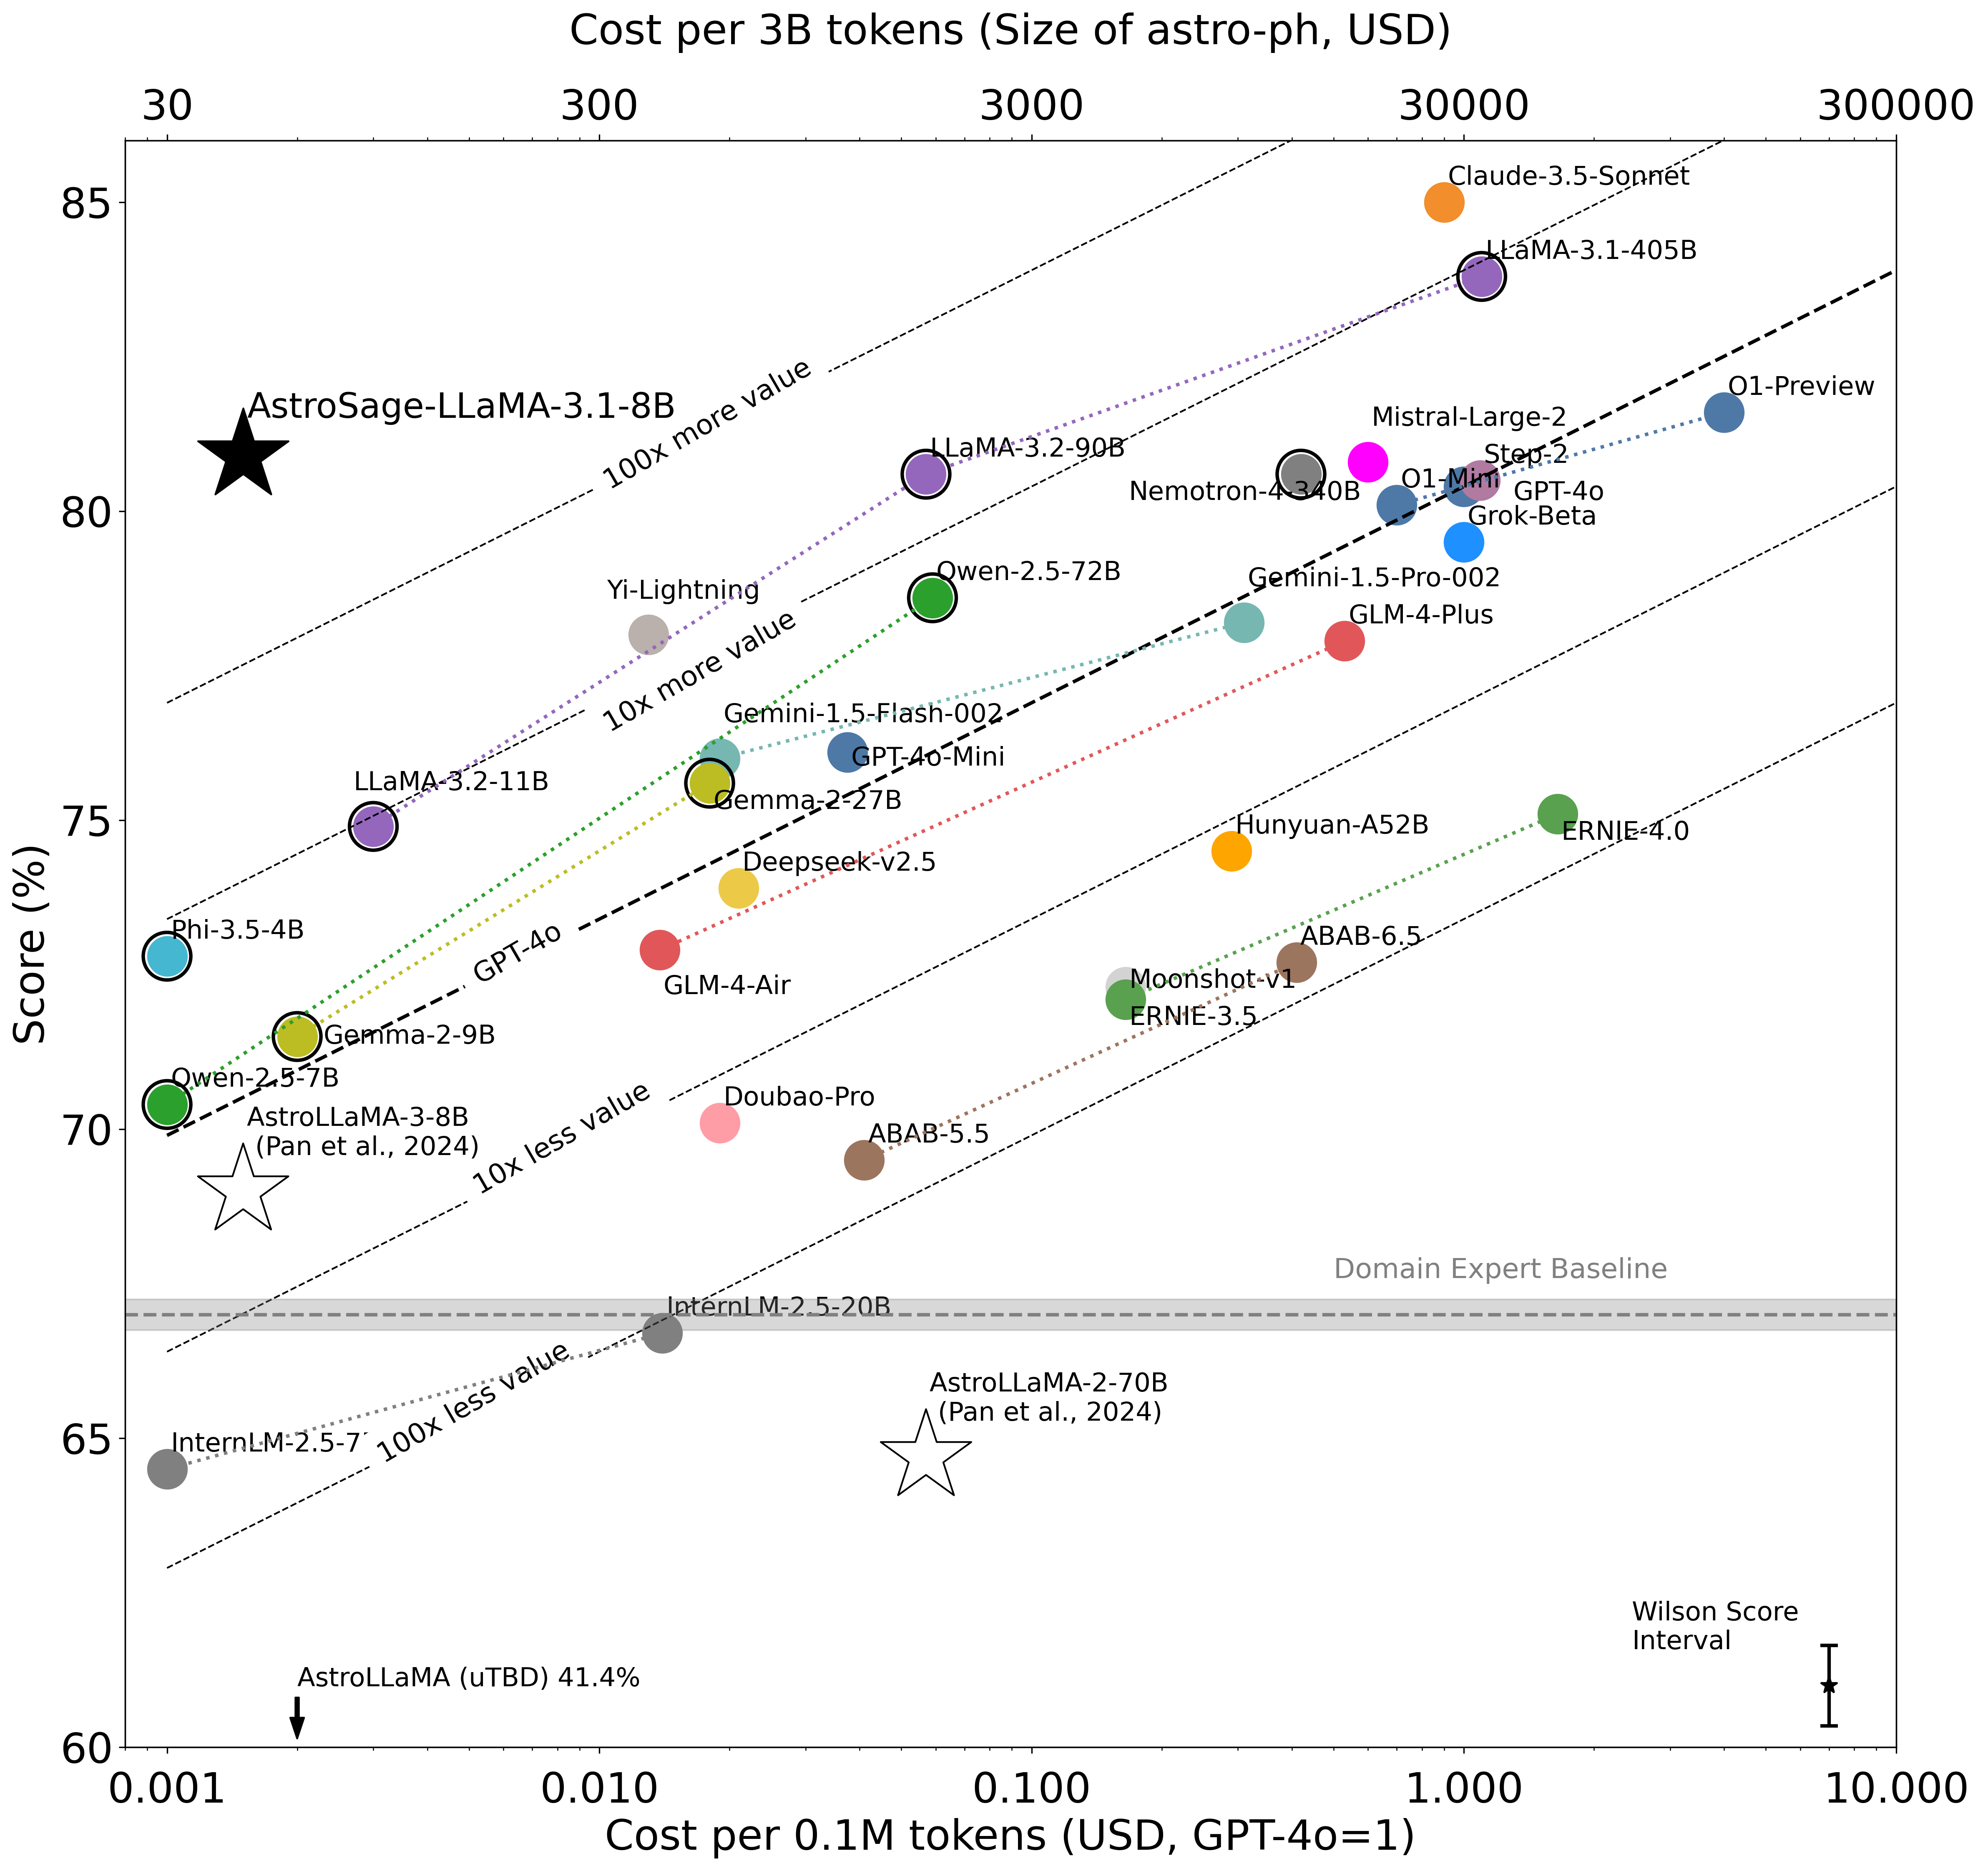 Cost per 3B tokens (Size of astro-ph, USD)
30
300
3000
300000
300000
85
80
75
70
65
60
Score (%)
Claude-3.5-Sonnet
LLaMA-3.1-405B
AstroSage-LLaMA-3.1-8B
100x more value
O1-Preview
Mistral-Large-2
LLaMA-3.2-90B
Step-2
O1-Mini
Nemotron-4-340B
GPT-4o
Grok-Beta
Yi-Lightning
Qwen-2.5-72B
Gemini-1.5-Pro-002
GLM-4-Plus
10x more value
Gemini-1.5-Flash-002
GPT-4o-Mini
LLaMA-3.2-11B
Gemma-2-27B
Hunyuan-A52B
ERNIE-4.0
Deepseek-v2.5
Phi-3.5-4B
GPT-4o
GLM-4-Air
ABAB-6.5
Moonshot-v1
ERNIE-3.5
Gemma-2-9B
Qwen-2.5-7B
AstroLLaMA-3-8B
(Pan et al., 2024)
10x less value
Doubao-Pro
ABAB-5.5
Domain Expert Baseline
InternLM-2.5-20B
100x less value
AstroLLaMA-2-70B
(Pan et al., 2024)
InternLM-2.5-7
Wilson Score
Interval
AstroLLaMA (uTBD) 41.4%
0.001
0.010
0.100
1.000
10.000
Cost per 0.1M tokens (USD, GPT-4o=1)